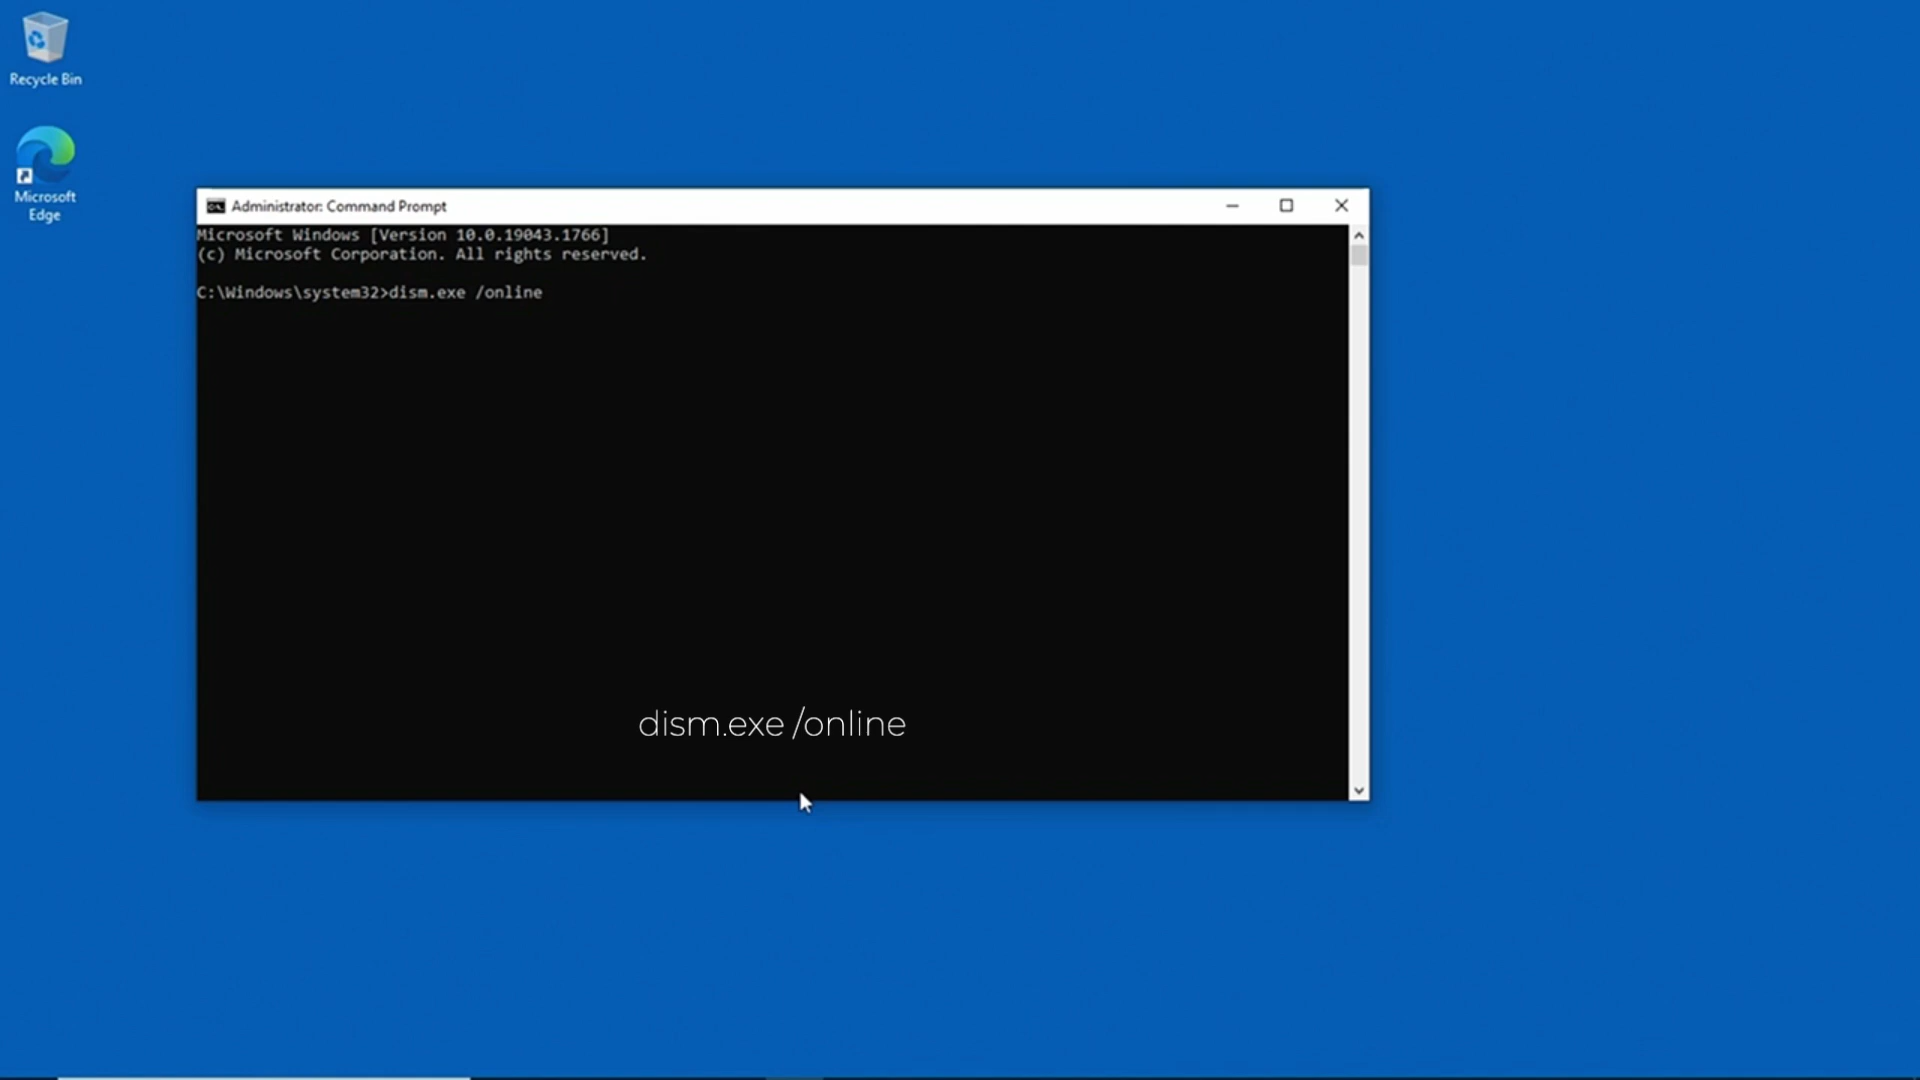 Recycle Bin
Microsoft
Edge
Administrator: Command Prompt
Microsoft Windows [Version 10.0.19043.1766]
(c) Microsoft Corporation. All rights reserved.
C:\Windows\system32>dism.exe /online
dism.exe /online